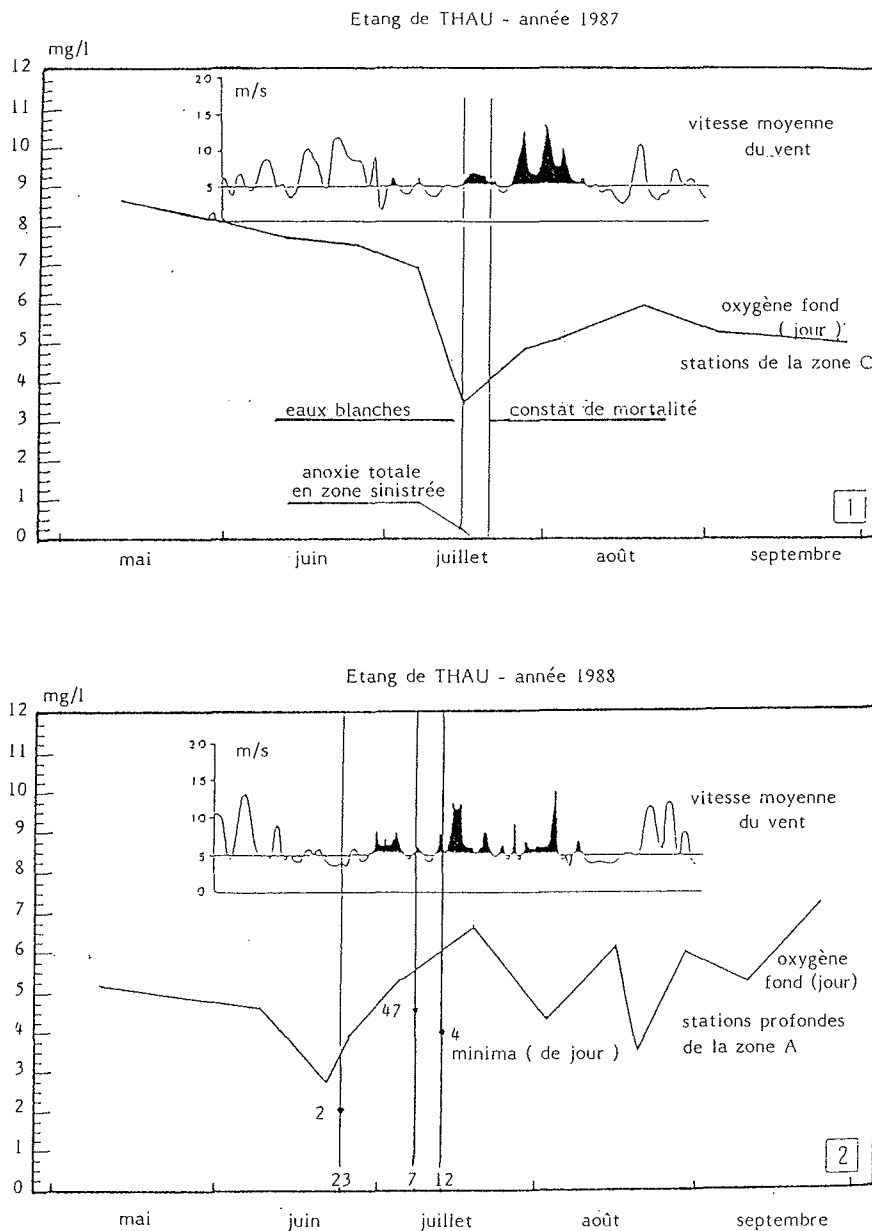 Etang de THAU - année 1987
mg/l
12
11
10
9
8
7
6
5
4
3
2
1
0
20
15
10
5
m/s
vitesse moyenne
du vent
oxygène fond
( jour )
stations de la zone C
eaux blanches
constat de mortalité
anoxie totale
en zone sinistrée
1
mai juin juillet août septembre
Etang de THAU - année 1988
mg/l
12
11
10
9
8
7
6
5
4
3
2
1
0
20
15
10
5
0
m/s
vitesse moyenne
du vent
oxygène
fond (jour)
47
4
minima ( de jour )
stations profondes
de la zone A
2
23 7 12
2
mai juin juillet août septembre